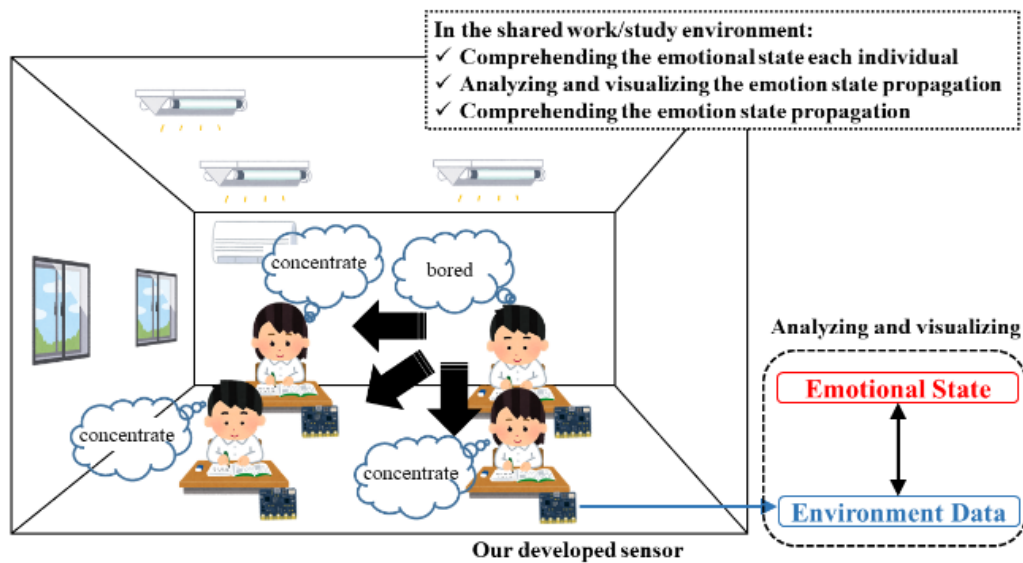 In the shared work/study environment:
✓ Comprehending the emotional state each individual
✓ Analyzing and visualizing the emotion state propagation
✓ Comprehending the emotion state propagation
concentrate
bored
concentrate
concentrate
Analyzing and visualizing
Emotional State
Environment Data
Our developed sensor